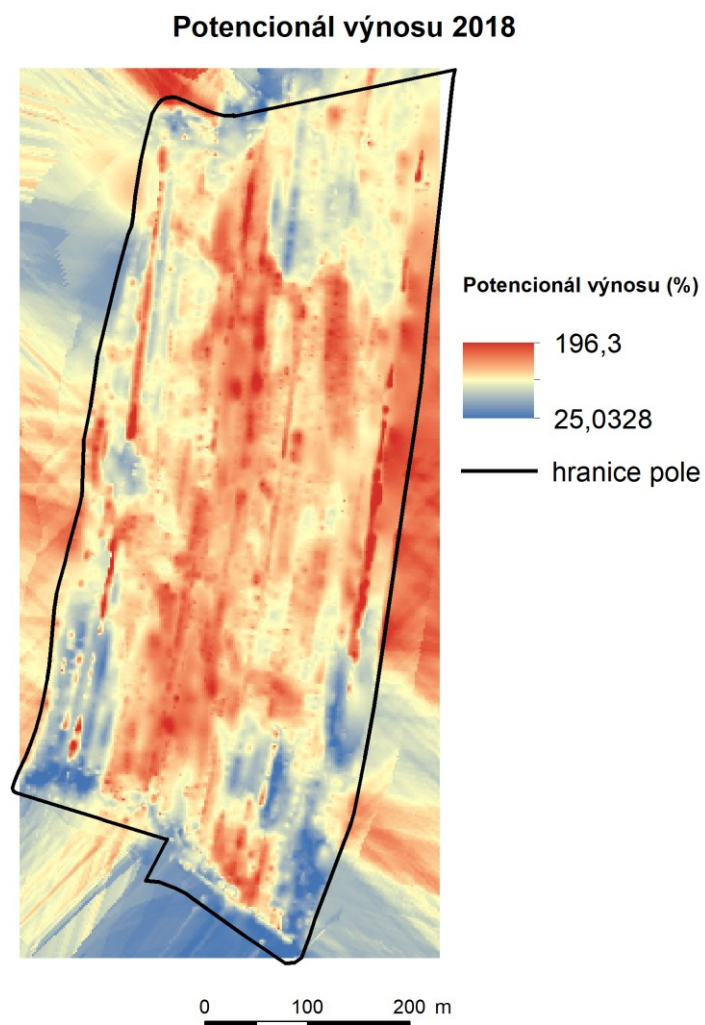 Potencionál výnosu 2018
Potencionál výnosu (%)
196,3
25,0328
hranice pole
0 100 200 m